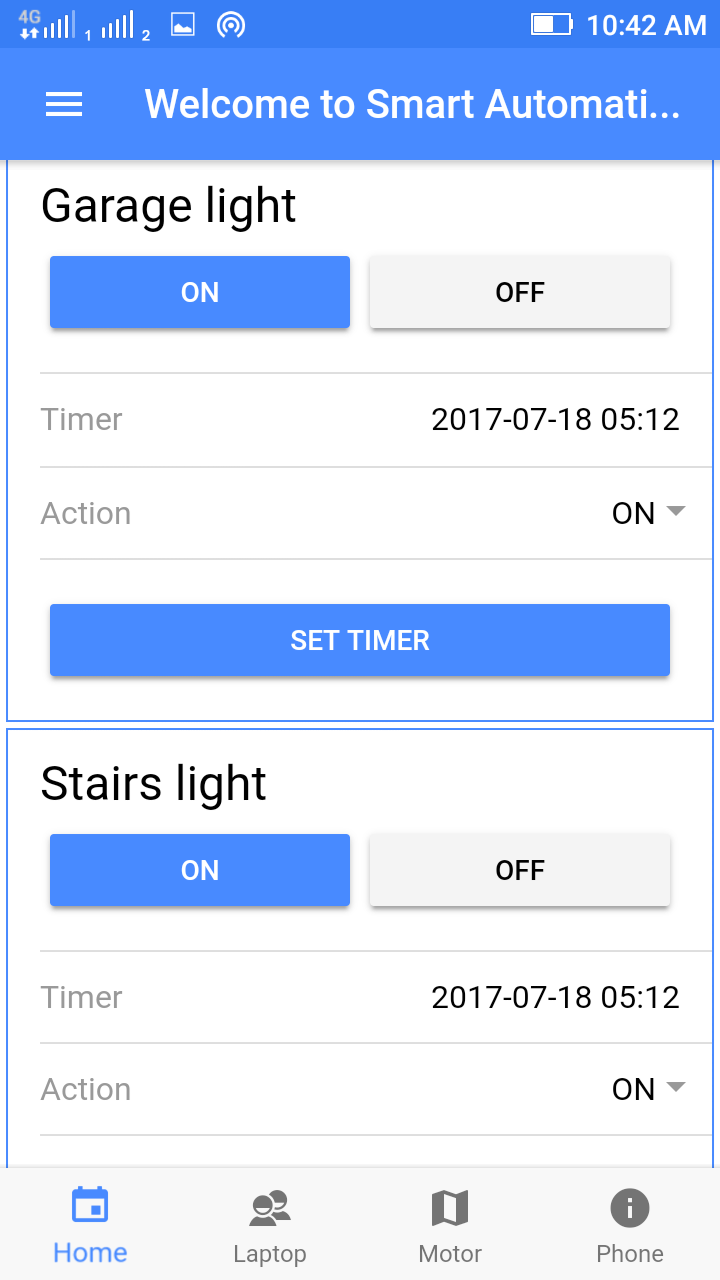 4G 1 2 10:42 AM
Welcome to Smart Automati...
Garage light
ON OFF
Timer 2017-07-18 05:12
Action ON
SET TIMER
Stairs light
ON OFF
Timer 2017-07-18 05:12
Action ON
Home Laptop Motor Phone